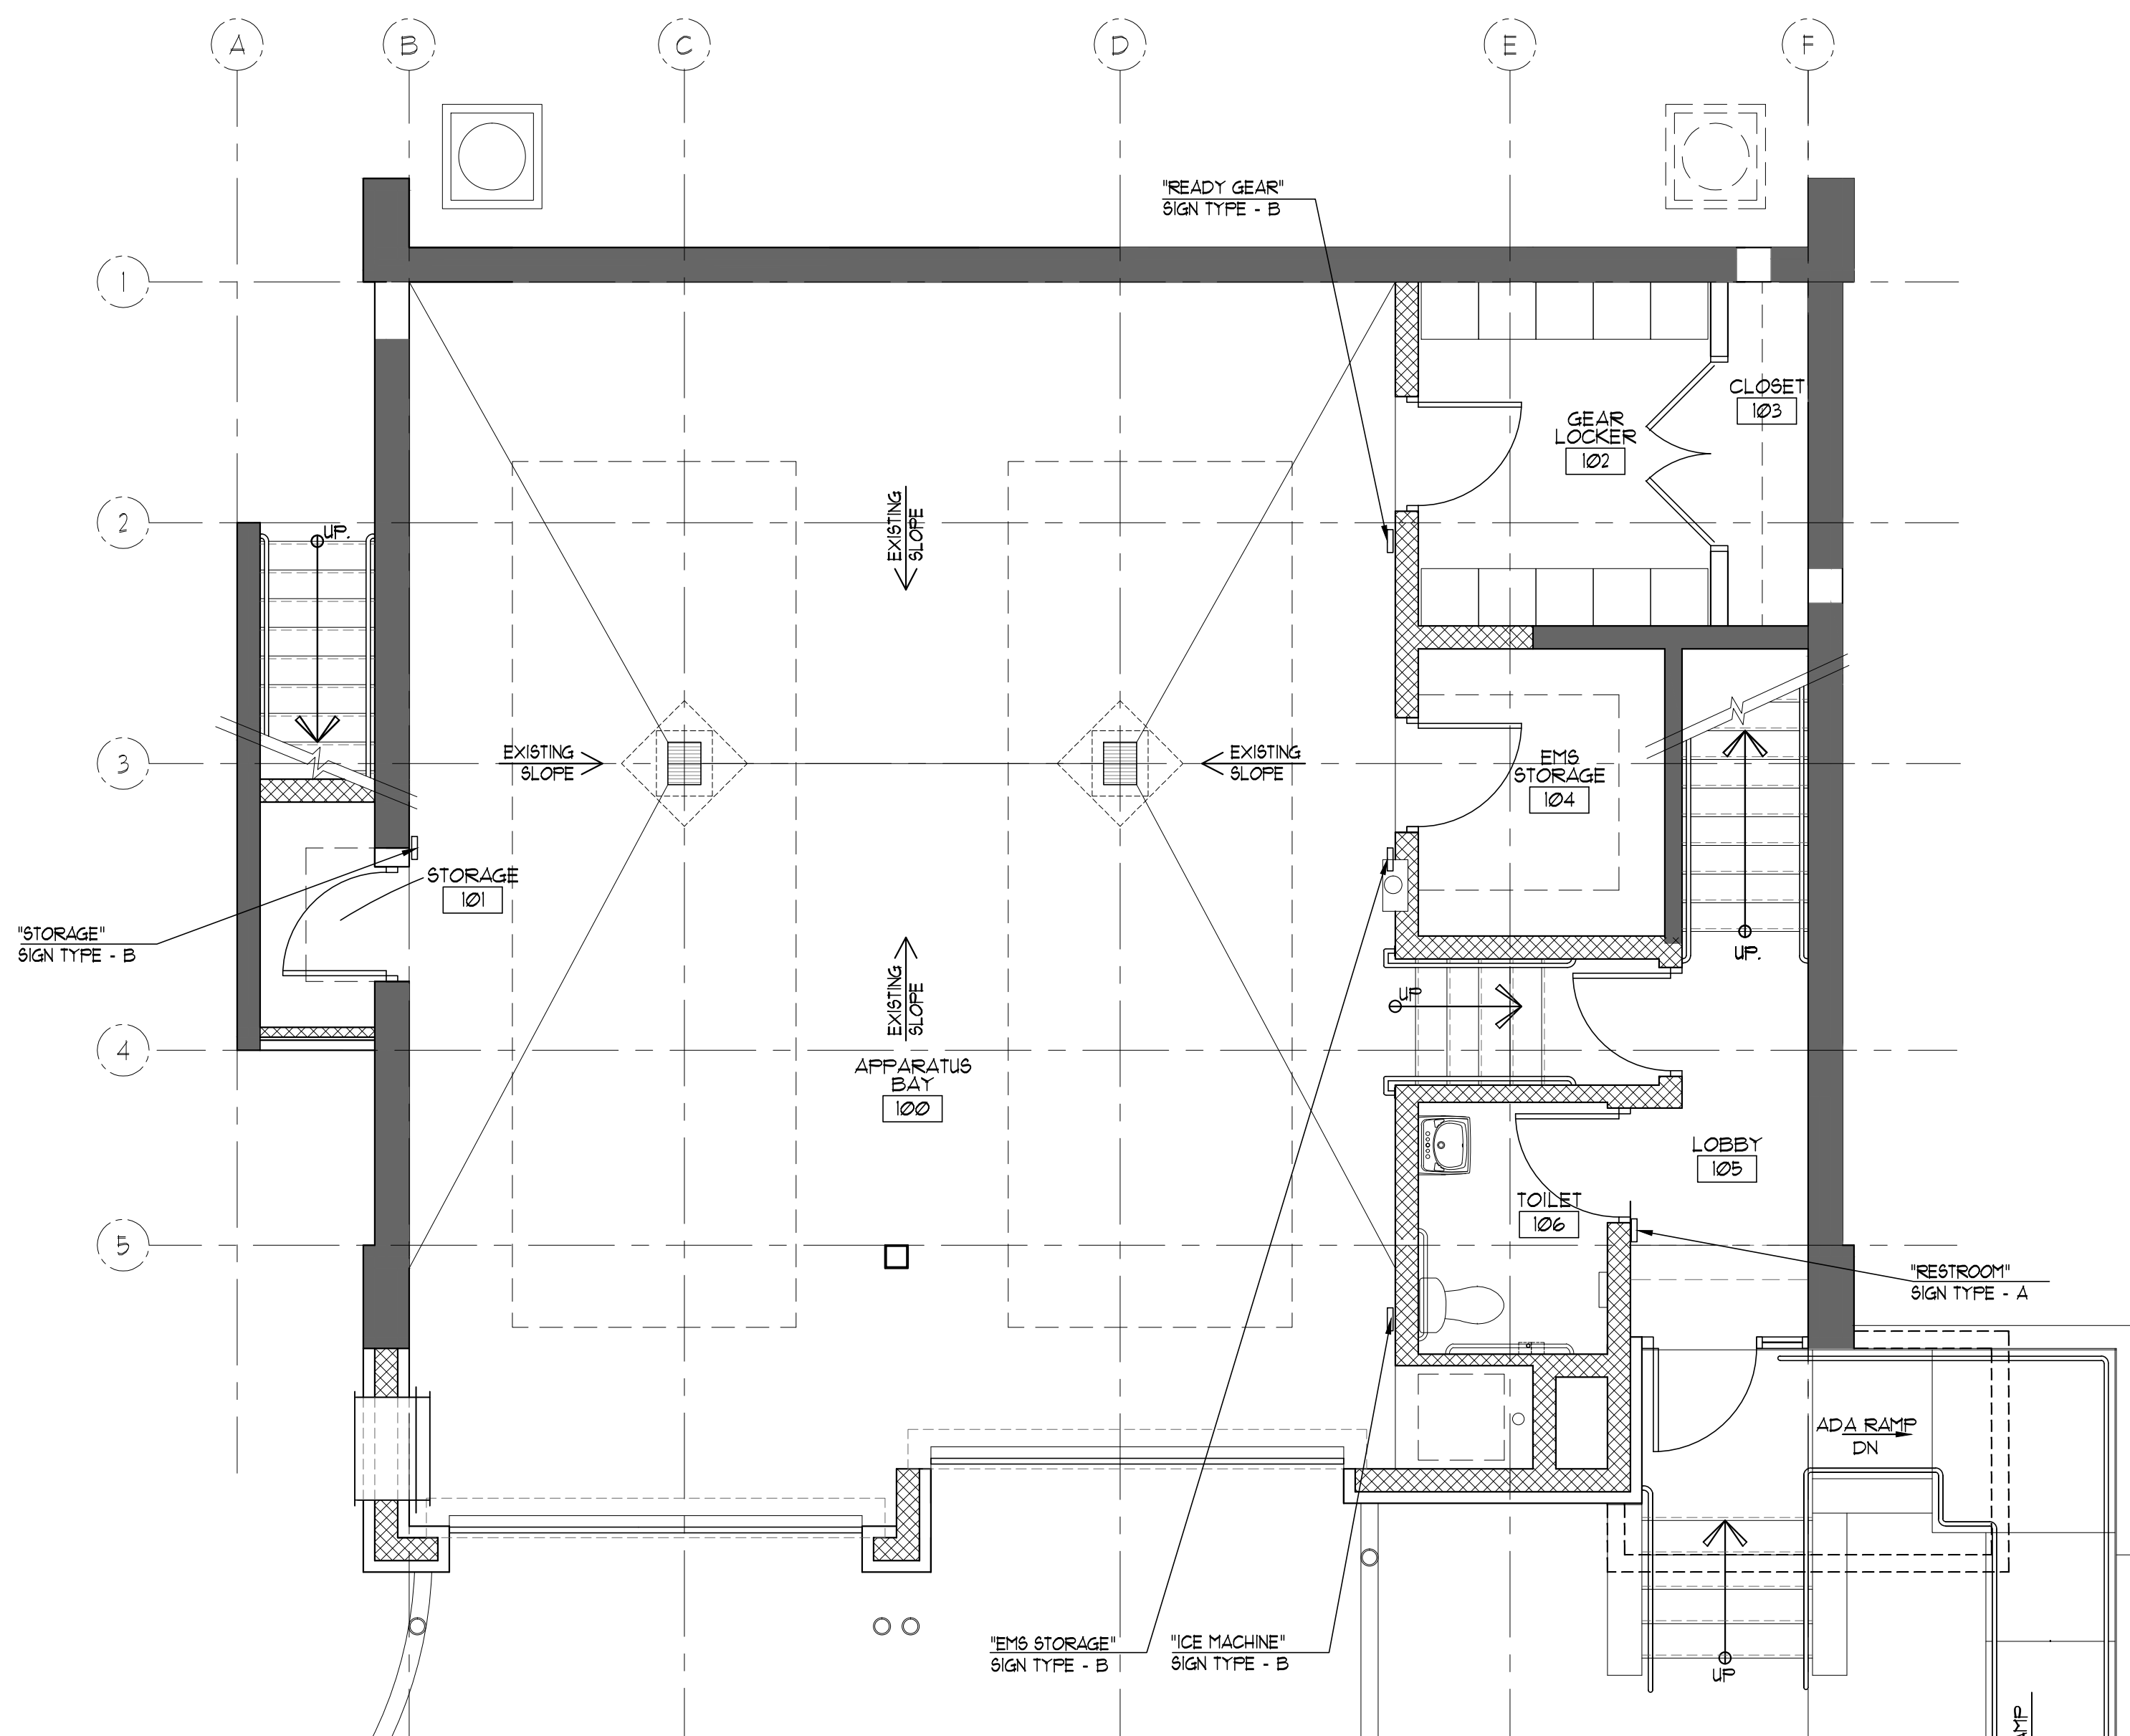 A
B
C
D
E
F
"READY GEAR"
SIGN TYPE - B
1
CLOSET
103
GEAR
LOCKER
102
EXISTING
SLOPE
2
UP.
3
EXISTING
SLOPE
EXISTING
SLOPE
EMS
STORAGE
104
STORAGE
101
"STORAGE"
SIGN TYPE - B
UP.
EXISTING
SLOPE
UP
4
APPARATUS
BAY
100
LOBBY
105
TOILET
106
5
"RESTROOM"
SIGN TYPE - A
ADA RAMP
DN
"EMS STORAGE"
SIGN TYPE - B
"ICE MACHINE"
SIGN TYPE - B
UP